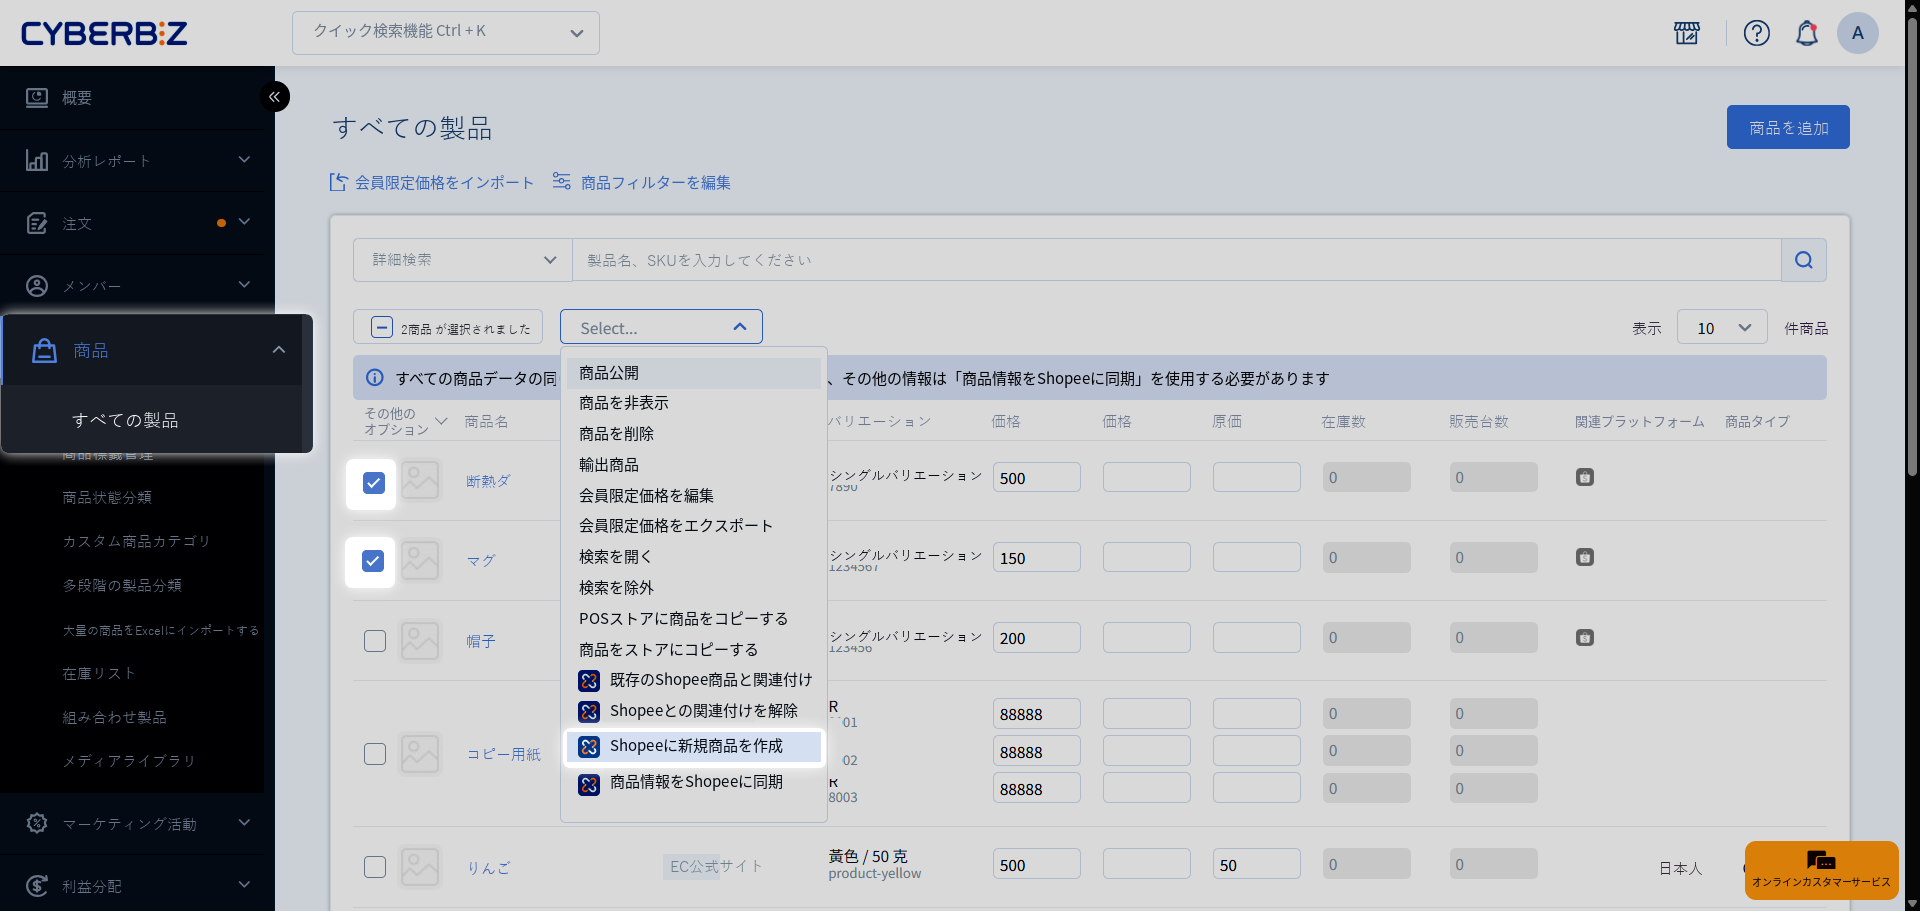 CYBERBIZ
クイック検索機能 Ctrl + K
A
概要
分析レポート
注文
メンバー
商品
すべての製品
商品標識管理
商品状態分類
カスタム商品カテゴリ
多段階の製品分類
大量の商品をExcelにインポートする
在庫リスト
組み合わせ製品
メディアライブラリ
マーケティング活動
利益分配
すべての製品
商品を追加
会員限定価格をインポート
商品フィルターを編集
詳細検索
製品名、SKUを入力してください
2商品 が選択されました
Select...
表示
10
件商品
すべての商品データの同
、その他の情報は「商品情報をShopeeに同期」を使用する必要があります
商品公開
商品を非表示
商品を削除
輸出商品
会員限定価格を編集
会員限定価格をエクスポート
検索を開く
検索を除外
POSストアに商品をコピーする
商品をストアにコピーする
既存のShopee商品と関連付け
Shopeeとの関連付けを解除
Shopeeに新規商品を作成
商品情報をShopeeに同期
その他の
オプション
商品名
バリエーション
価格
価格
原価
在庫数
販売台数
関連プラットフォーム
商品タイプ
断熱ダ
シングルバリエーション
7890
500
0
0
マグ
シングルバリエーション
1234567
150
0
0
帽子
シングルバリエーション
123456
200
0
0
コピー用紙
R
01
88888
0
0
02
88888
0
0
R
8003
88888
0
0
りんご
EC公式サイト
黃色 / 50 克
product-yellow
500
50
0
0
日本人
オンラインカスタマーサービス